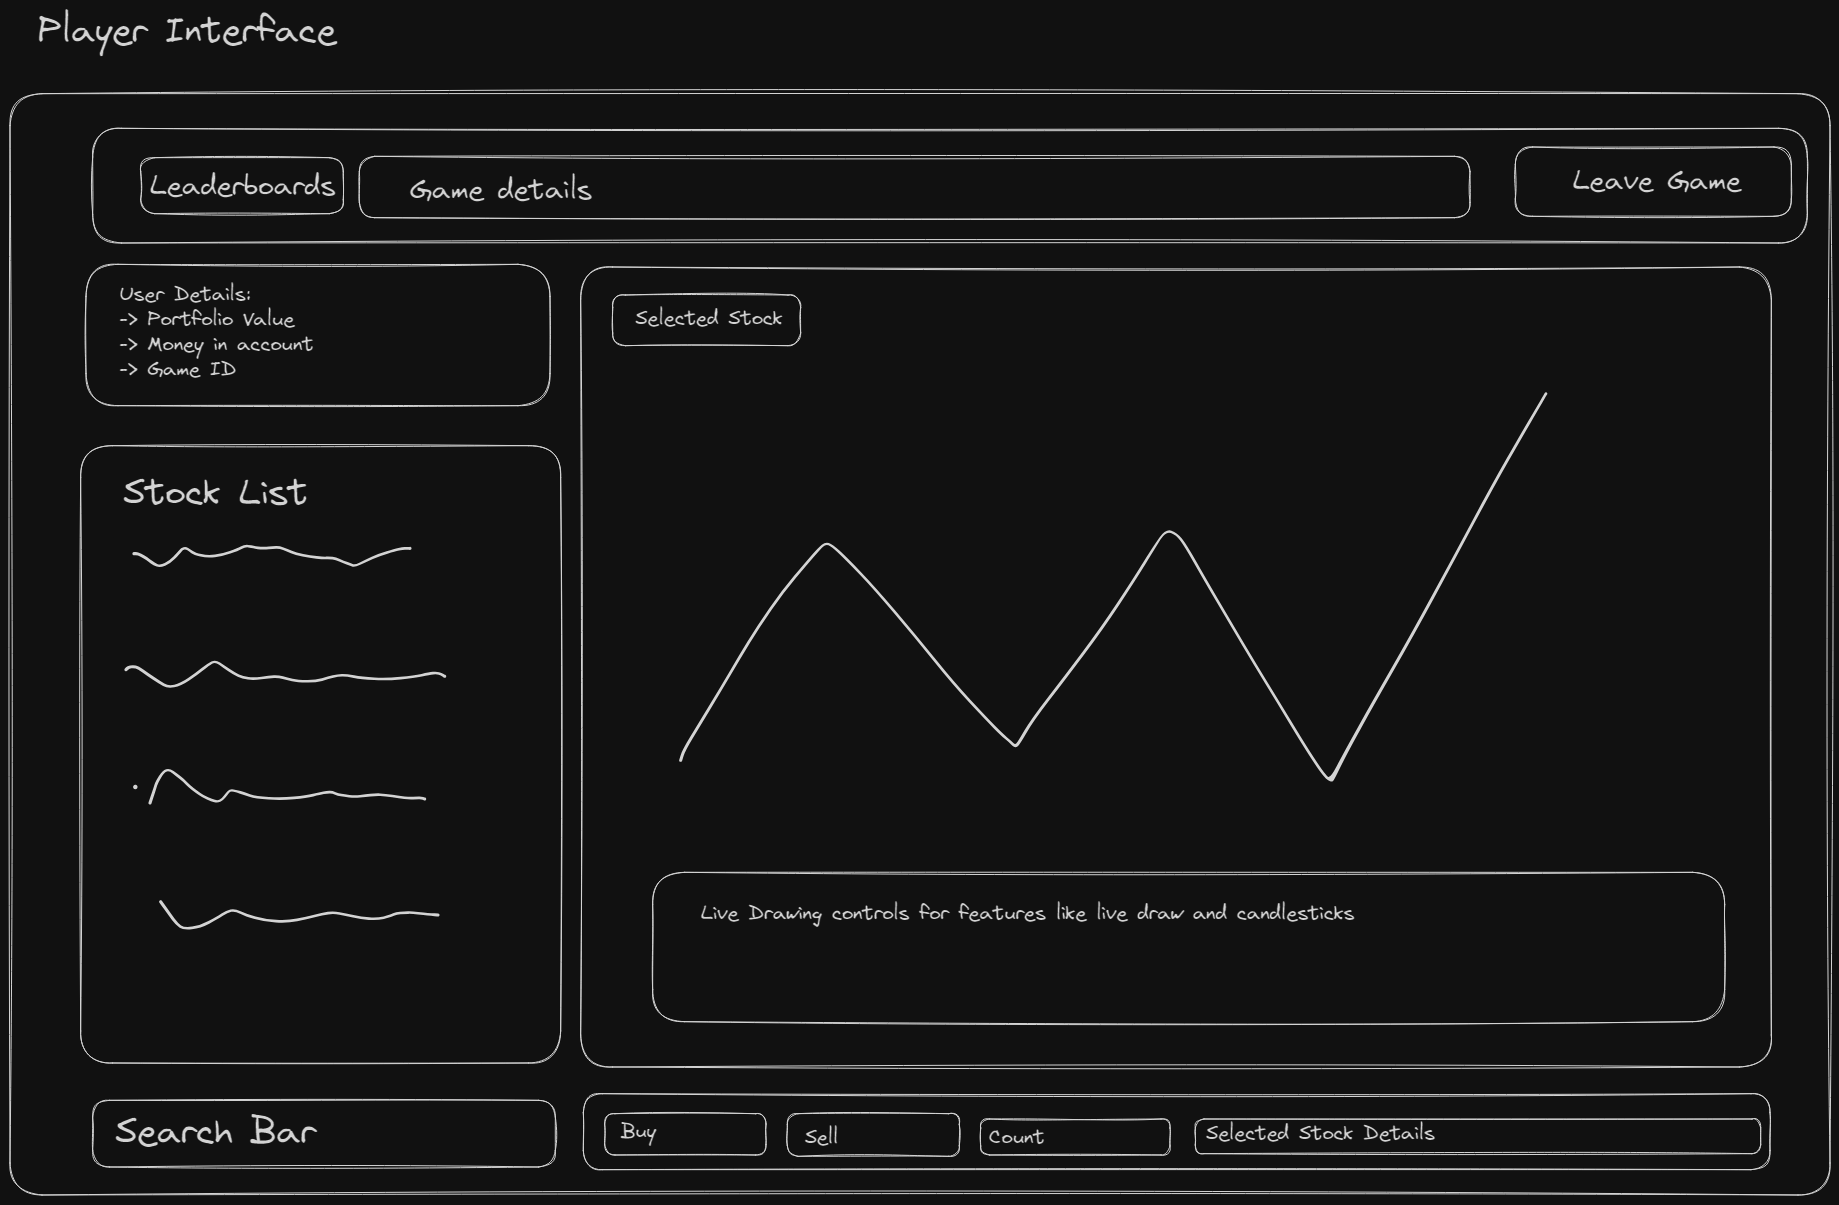 Player Interface
Leaderboards
Game details
Leave Game
User Details:
-> Portfolio Value
-> Money in account
-> Game ID
Selected Stock
Stock List
Live Drawing controls for features like live draw and candlesticks
Search Bar
Buy
Sell
Count
Selected Stock Details